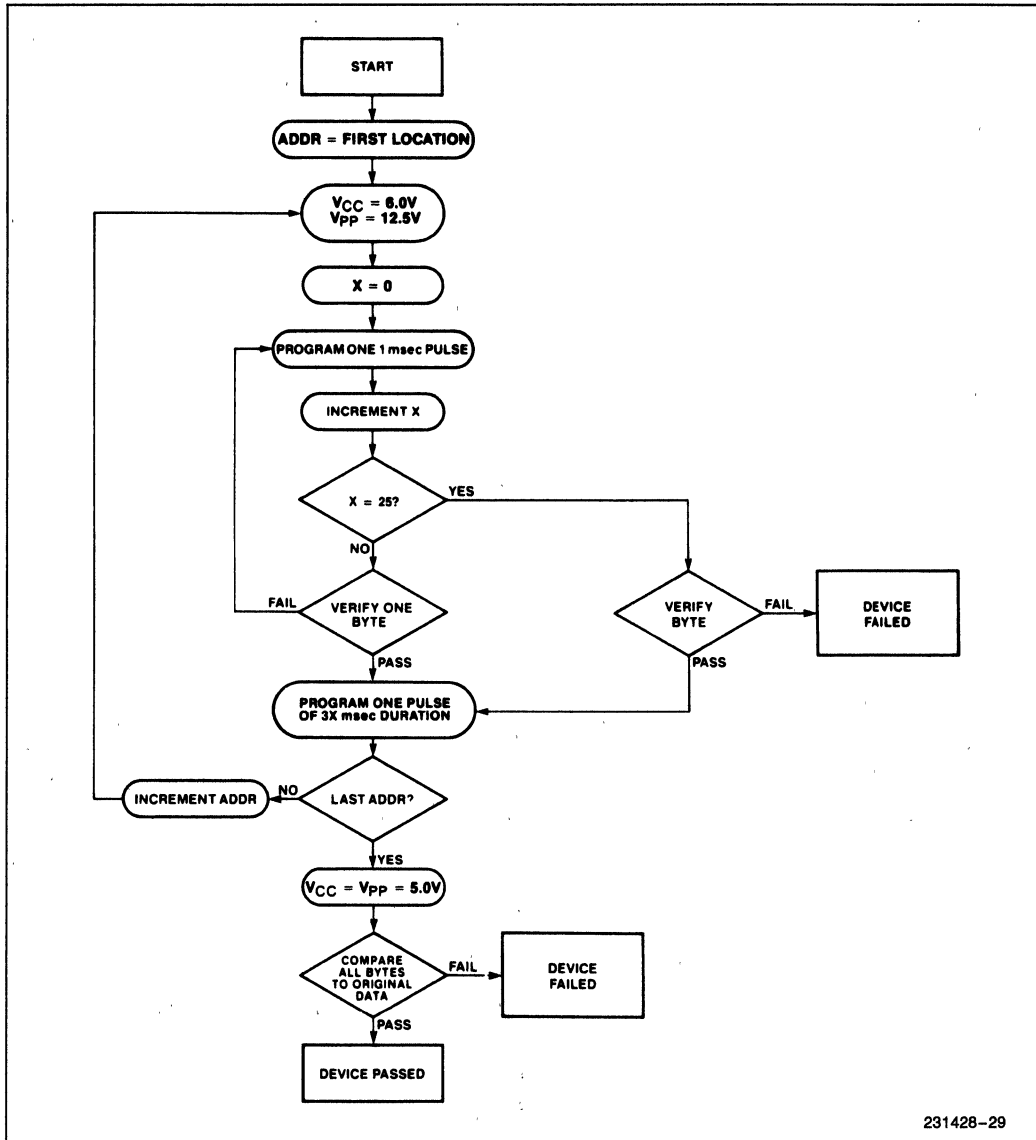 START
ADDR = FIRST LOCATION
VCC = 6.0V
VPP = 12.5V
X = 0
PROGRAM ONE 1 msec PULSE
INCREMENT X
X = 25?
YES
NO
VERIFY ONE
BYTE
FAIL
PASS
VERIFY
BYTE
FAIL
PASS
DEVICE
FAILED
PROGRAM ONE PULSE
OF 3X msec DURATION
LAST ADDR?
NO
INCREMENT ADDR
YES
VCC = VPP = 5.0V
COMPARE
ALL BYTES
TO ORIGINAL
DATA
FAIL
DEVICE
FAILED
PASS
DEVICE PASSED
231428-29